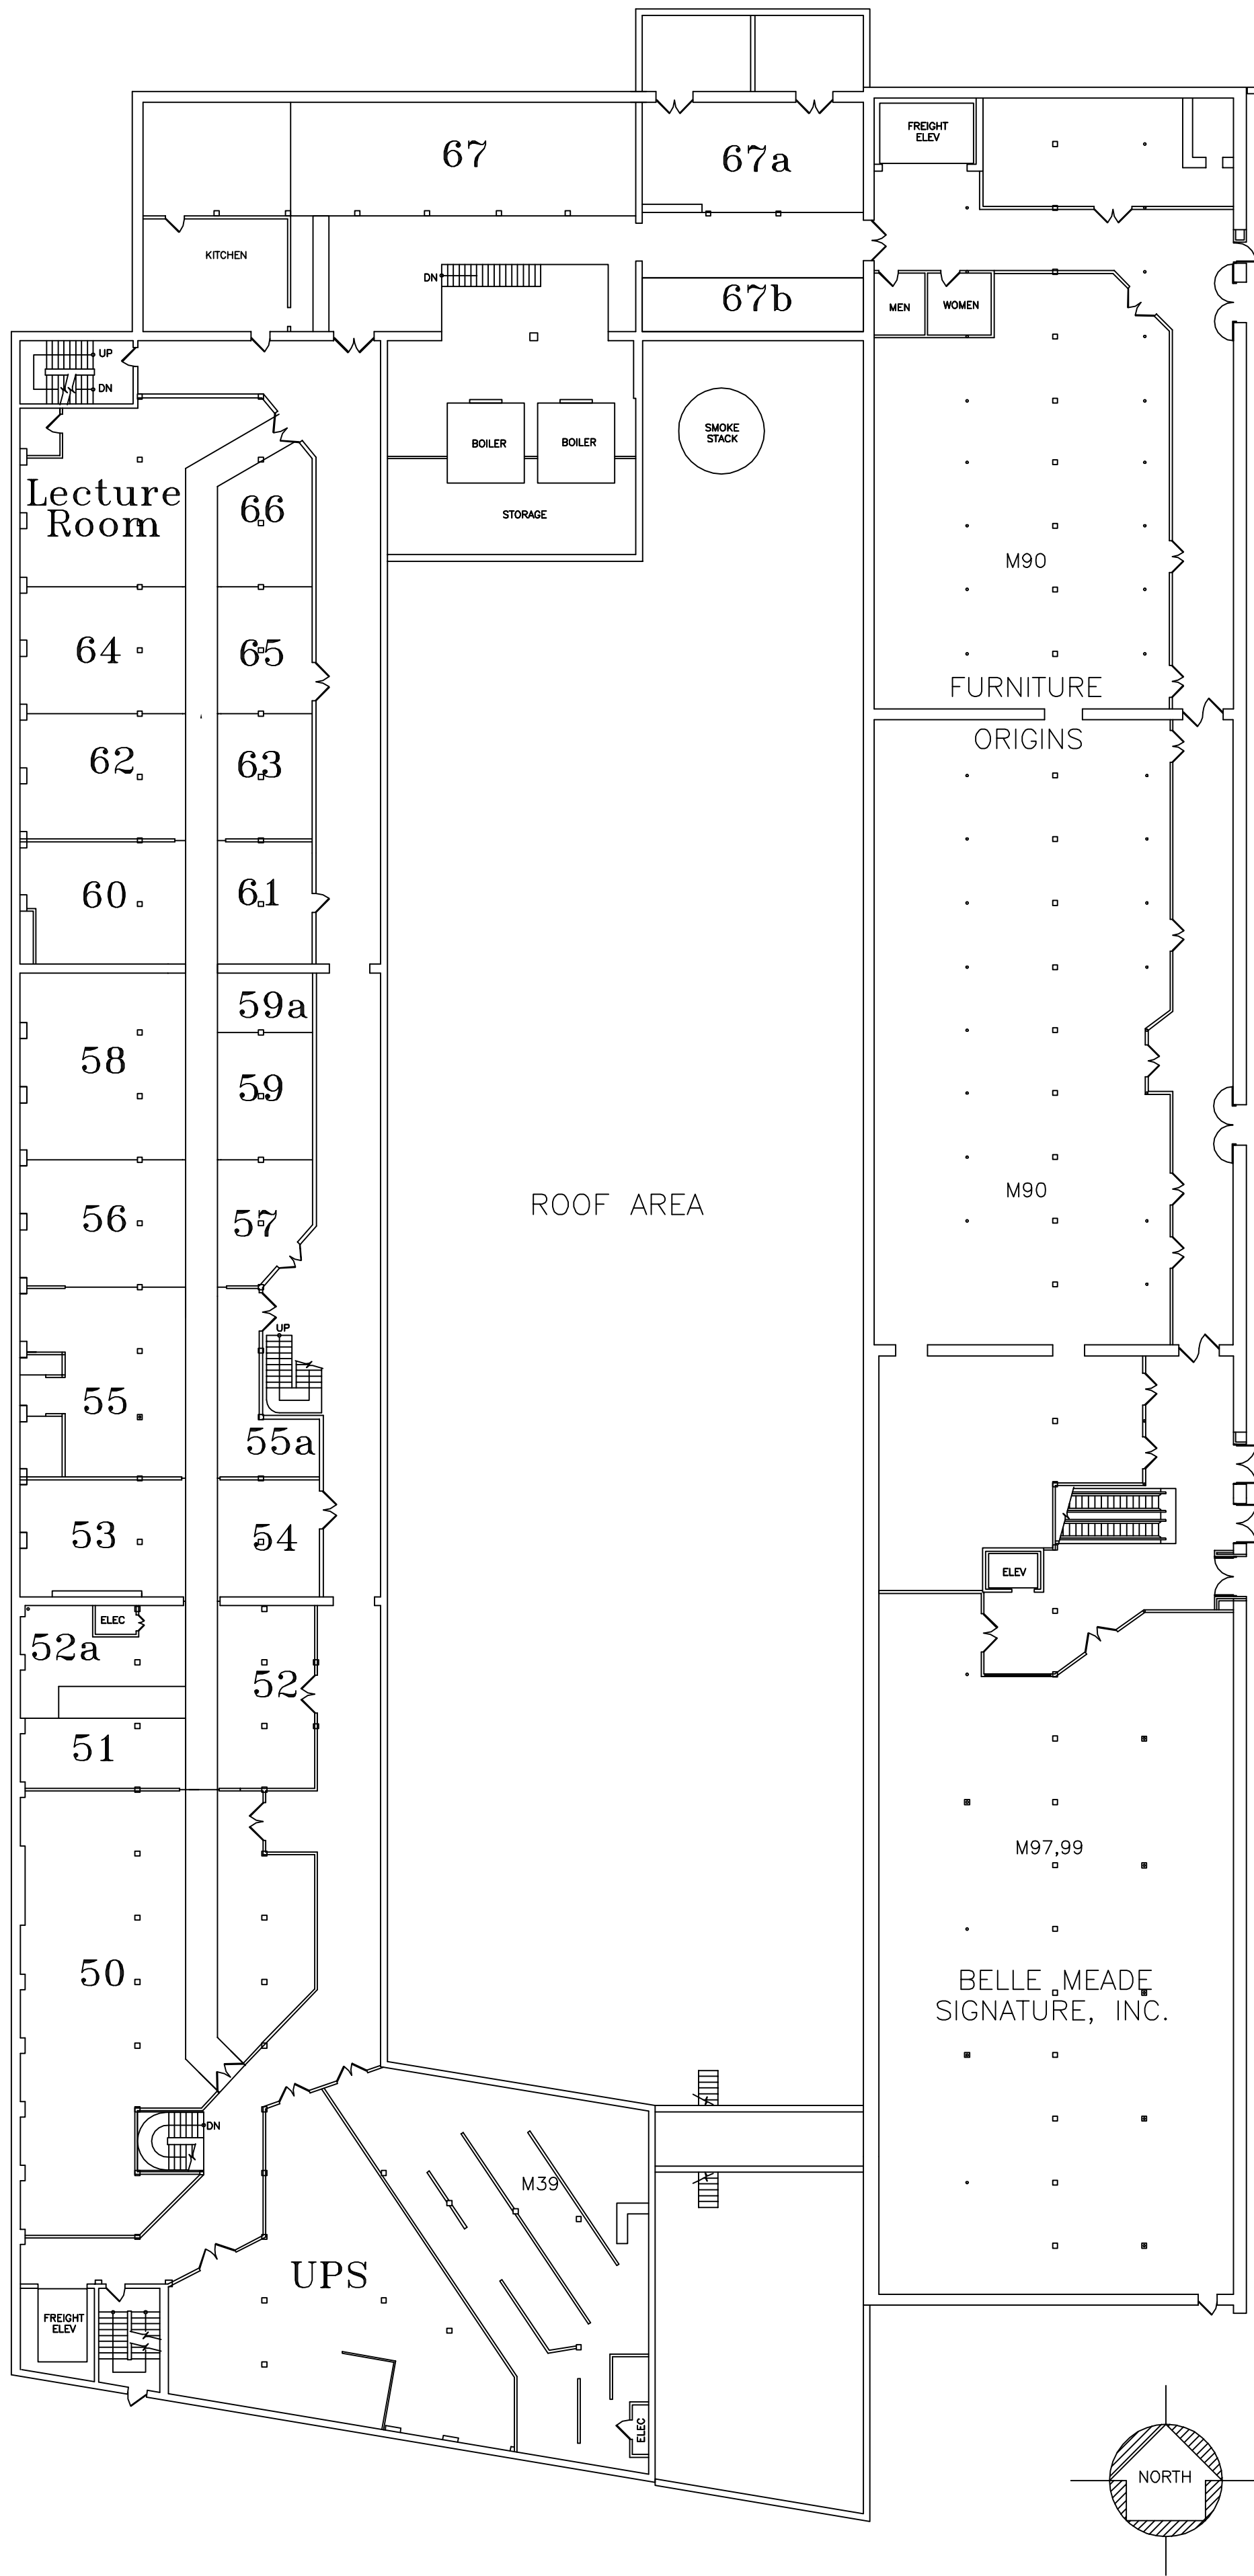 FREIGHT
ELEV
67
67a
KITCHEN
DN
67b
MEN
WOMEN
UP
DN
SMOKE
STACK
BOILER
BOILER
Lecture
Room
66
STORAGE
M90
64
65
FURNITURE
ORIGINS
62
63
60
61
59a
58
59
56
57
ROOF AREA
M90
UP
55
55a
53
54
ELEV
ELEC
52a
52
51
M97,99
50
BELLE MEADE
SIGNATURE, INC.
DN
M39
UPS
FREIGHT
ELEV
ELEC
NORTH